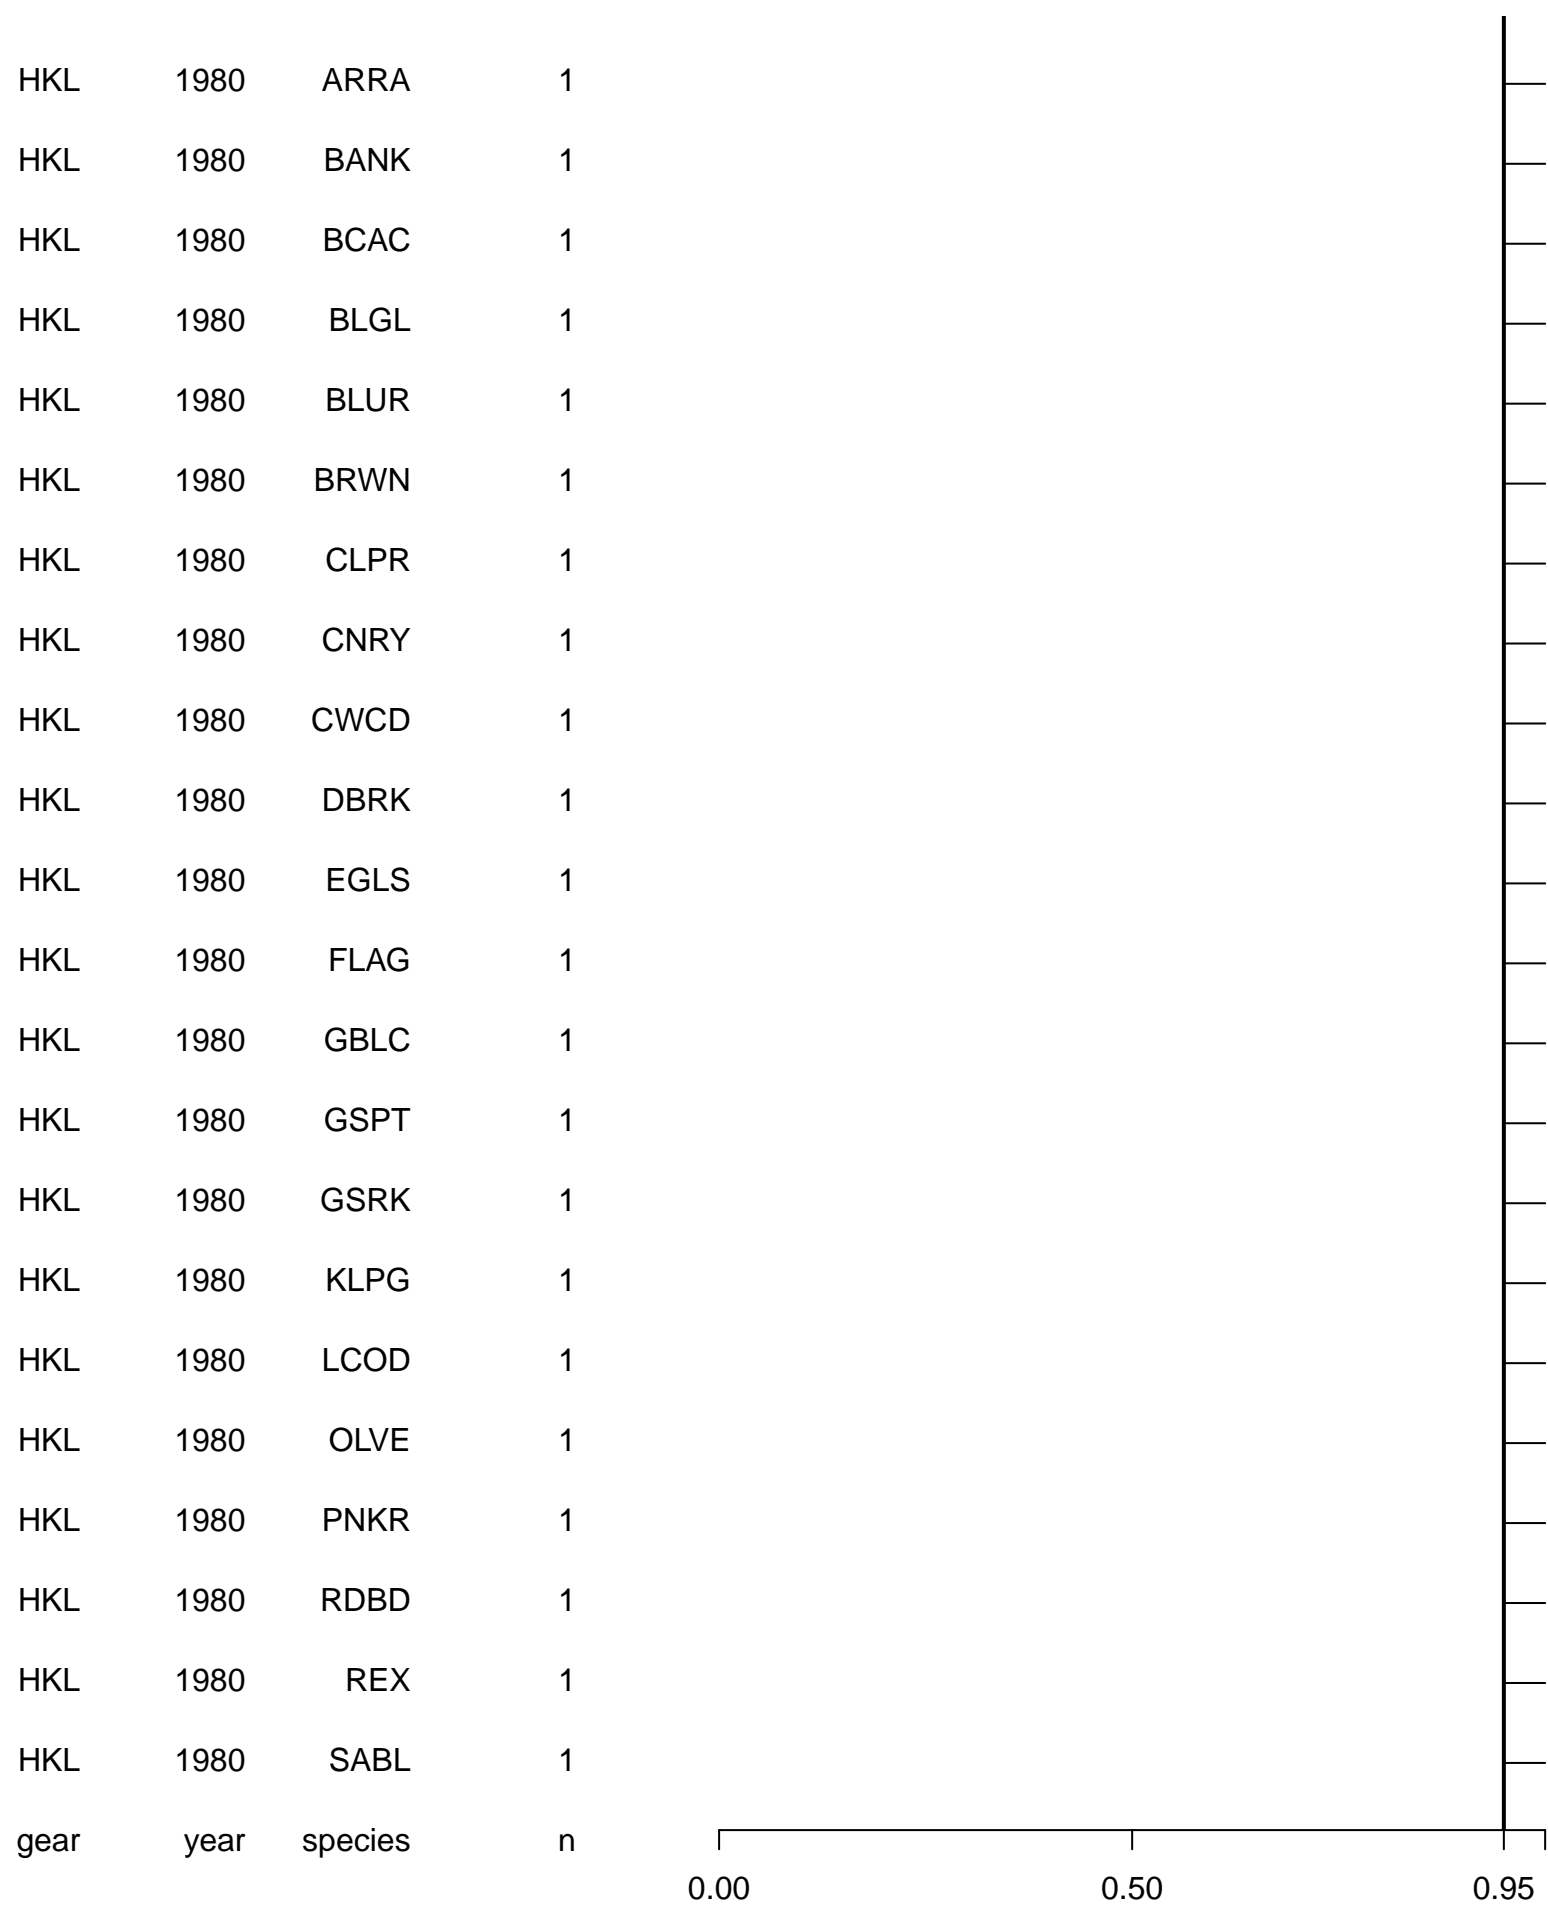 HKL 1980 ARRA 1
HKL 1980 BANK 1
HKL 1980 BCAC 1
HKL 1980 BLGL 1
HKL 1980 BLUR 1
HKL 1980 BRWN 1
HKL 1980 CLPR 1
HKL 1980 CNRY 1
HKL 1980 CWCD 1
HKL 1980 DBRK 1
HKL 1980 EGLS 1
HKL 1980 FLAG 1
HKL 1980 GBLC 1
HKL 1980 GSPT 1
HKL 1980 GSRK 1
HKL 1980 KLPG 1
HKL 1980 LCOD 1
HKL 1980 OLVE 1
HKL 1980 PNKR 1
HKL 1980 RDBD 1
HKL 1980 REX 1
HKL 1980 SABL 1
gear year species n
0.00 0.50 0.95